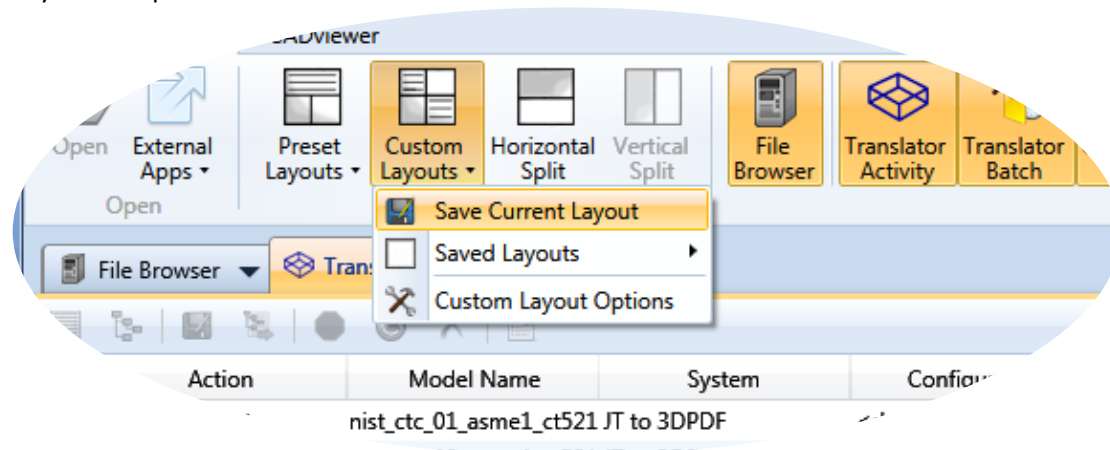 CADviewer
Open
External Apps
Preset Layouts
Custom Layouts
Horizontal Split
Vertical Split
File Browser
Translator Activity
Translator Batch
Open
Save Current Layout
Saved Layouts
Custom Layout Options
File Browser
Action
Model Name
System
nist_ctc_01_asme1_ct521 JT to 3DPDF